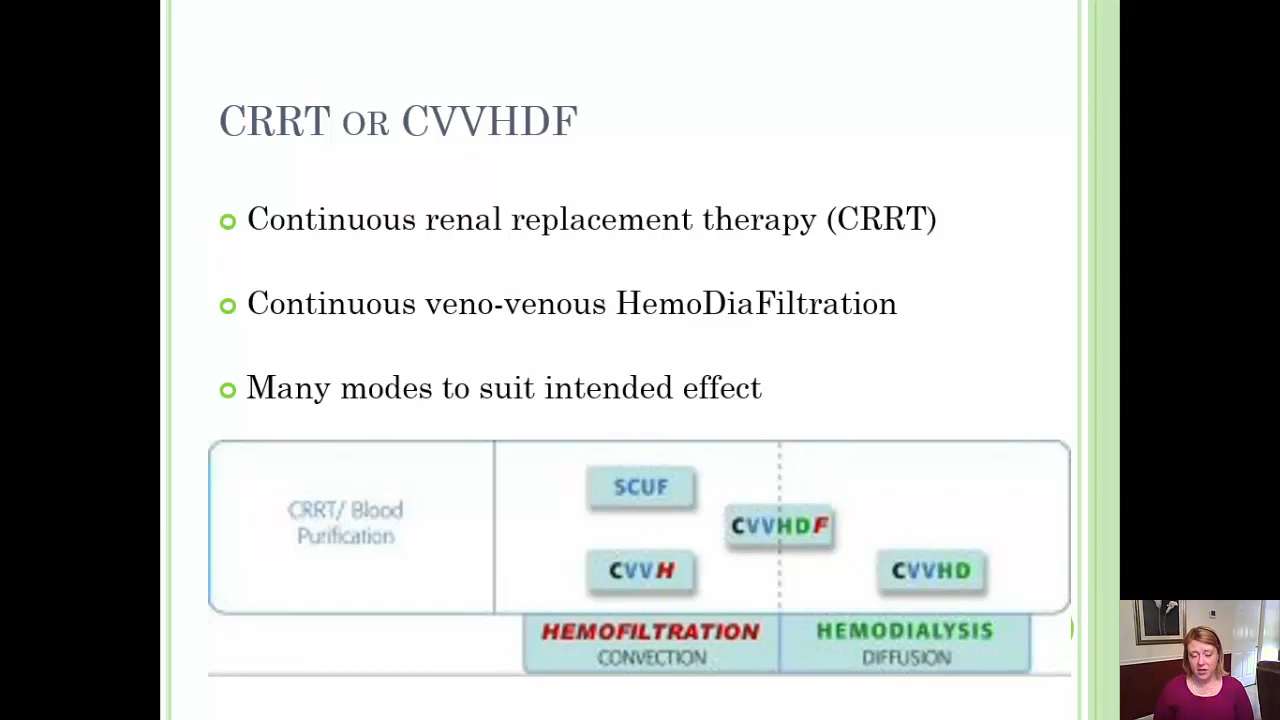 CRRT OR CVVHDF
Continuous renal replacement therapy (CRRT)
Continuous veno-venous HemoDiaFiltration
Many modes to suit intended effect
CRRT/ Blood
Purification
SCUF
CVVHDF
CVVH
CVVHD
HEMOFILTRATION
CONVECTION
HEMODIALYSIS
DIFFUSION